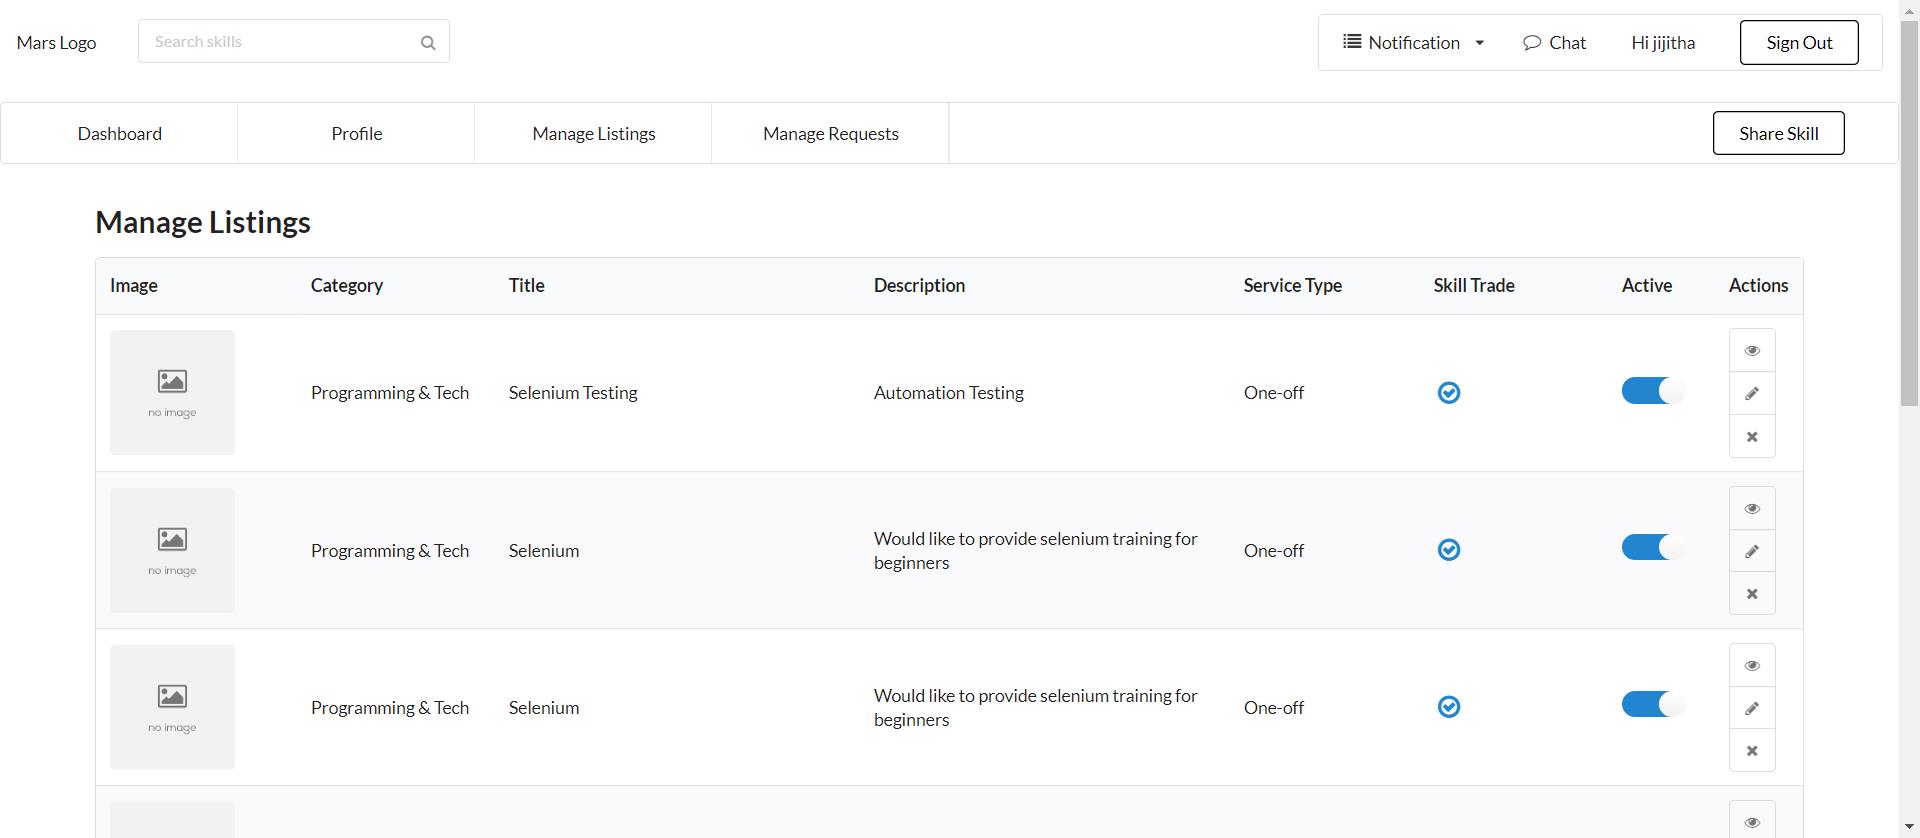 Mars Logo
Search skills
Notification
Chat
Hi jijitha
Sign Out
Dashboard
Profile
Manage Listings
Manage Requests
Share Skill
Manage Listings
Image Category Title Description Service Type Skill Trade Active Actions
no image
Programming & Tech
Selenium Testing
Automation Testing
One-off
no image
Programming & Tech
Selenium
Would like to provide selenium training for
beginners
One-off
no image
Programming & Tech
Selenium
Would like to provide selenium training for
beginners
One-off